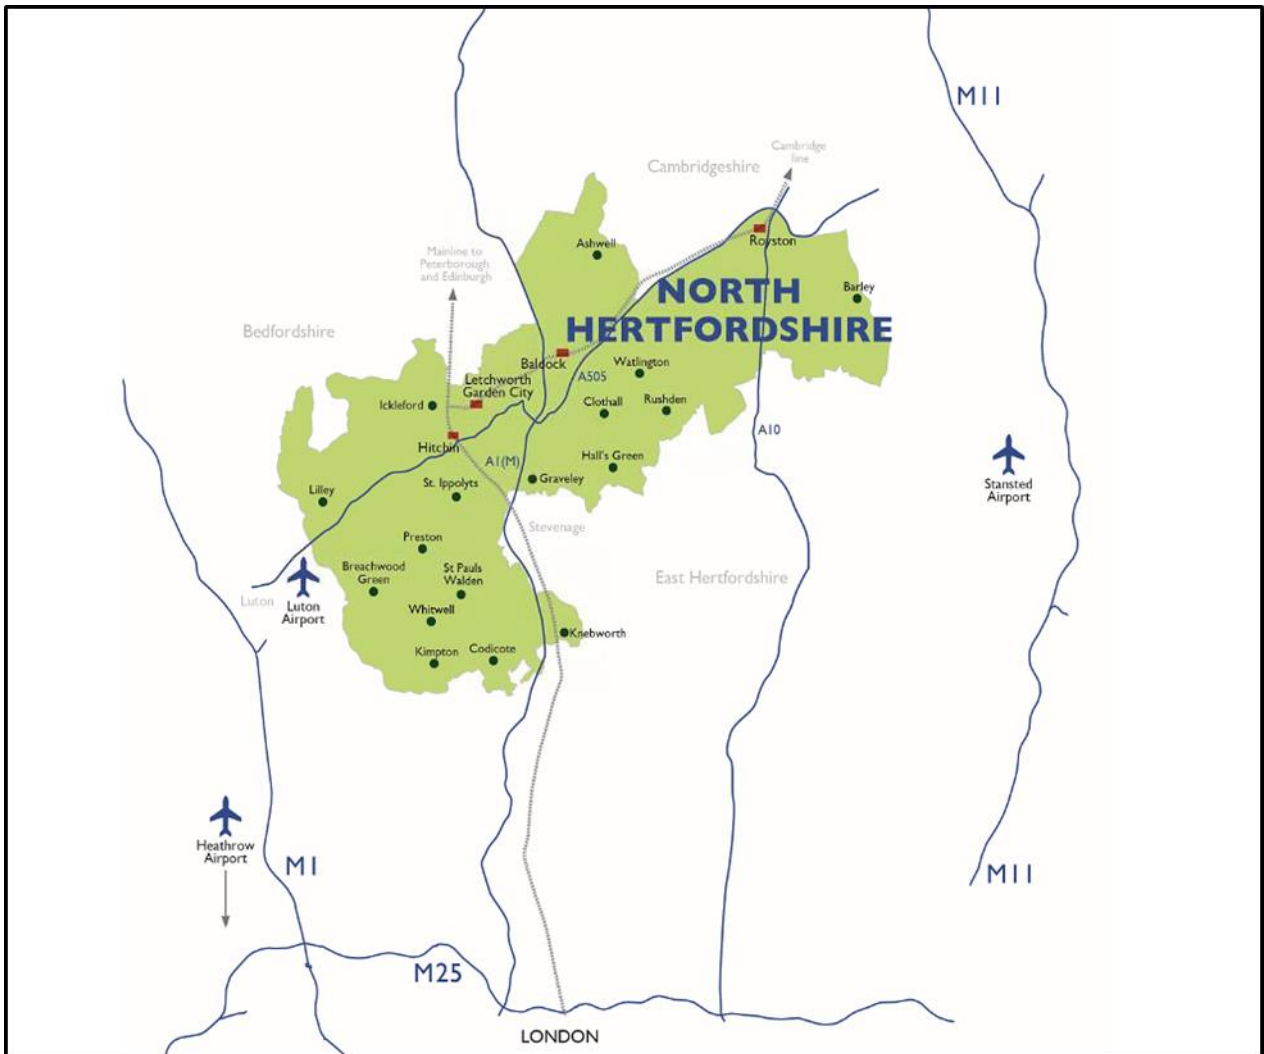 M11
Cambridge
line
Cambridgeshire
Ashwell
Royston
Mainline to
Peterborough
and Edinburgh
NORTH
HERTFORDSHIRE
Barley
Bedfordshire
Baldock
Watlington
A505
Letchworth
Garden City
Ickleford
Clothall
Rushden
A10
Hitchin
A1(M)
Hall's Green
Graveley
St. Ippolyts
Lilley
Stansted
Airport
Stevenage
Preston
Breachwood
Green
St Pauls
Walden
East Hertfordshire
Luton
Luton
Airport
Whitwell
Knebworth
Kimpton
Codicote
Heathrow
Airport
M1
M11
M25
LONDON